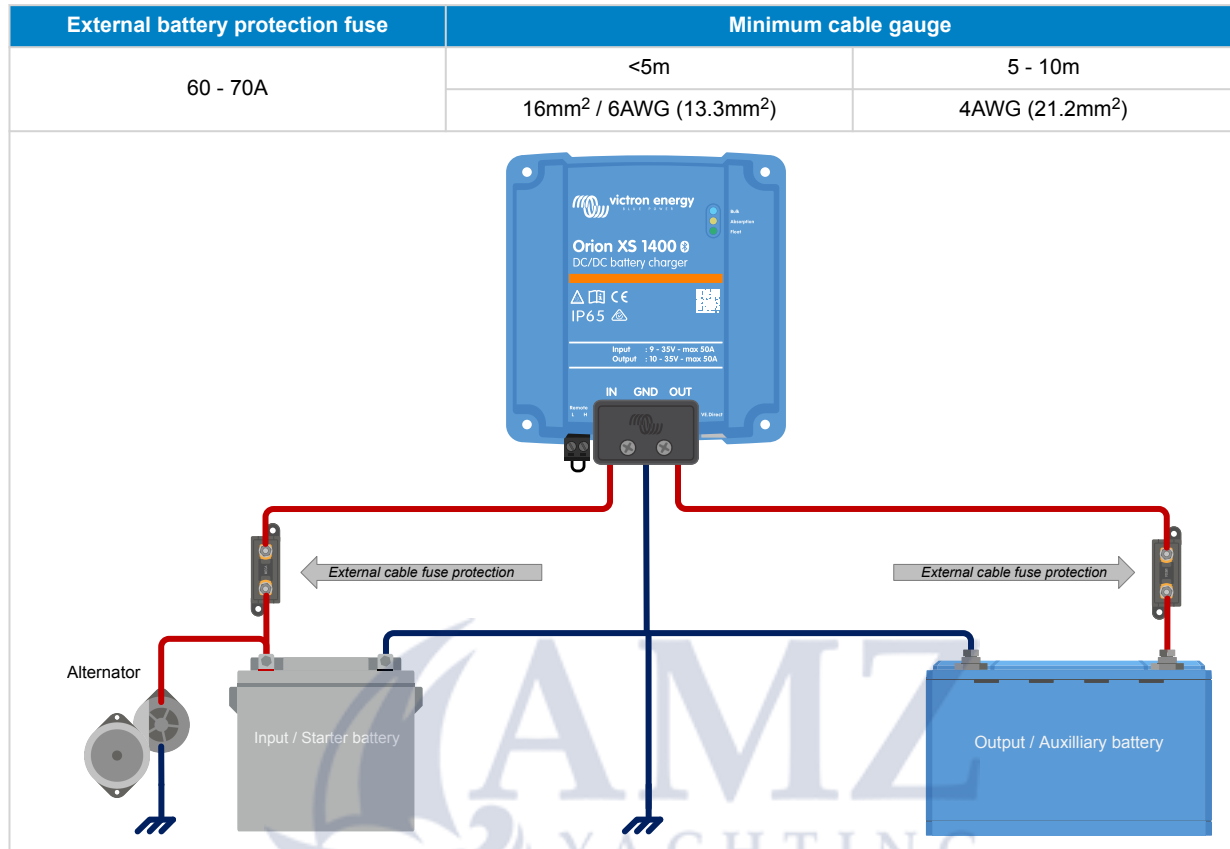 External battery protection fuse
Minimum cable gauge
60 - 70A
<5m
5 - 10m
16mm² / 6AWG (13.3mm²)
4AWG (21.2mm²)
victron energy
BLUE POWER
Bulb
Absorption
Float
Orion XS 1400
DC/DC battery charger
IP65
Input : 9 - 35V - max 50A
Output : 10 - 35V - max 50A
IN GND OUT
Remote
L H
VE.Direct
External cable fuse protection
External cable fuse protection
Alternator
Input / Starter battery
Output / Auxilliary battery
AMZ
YACHTING